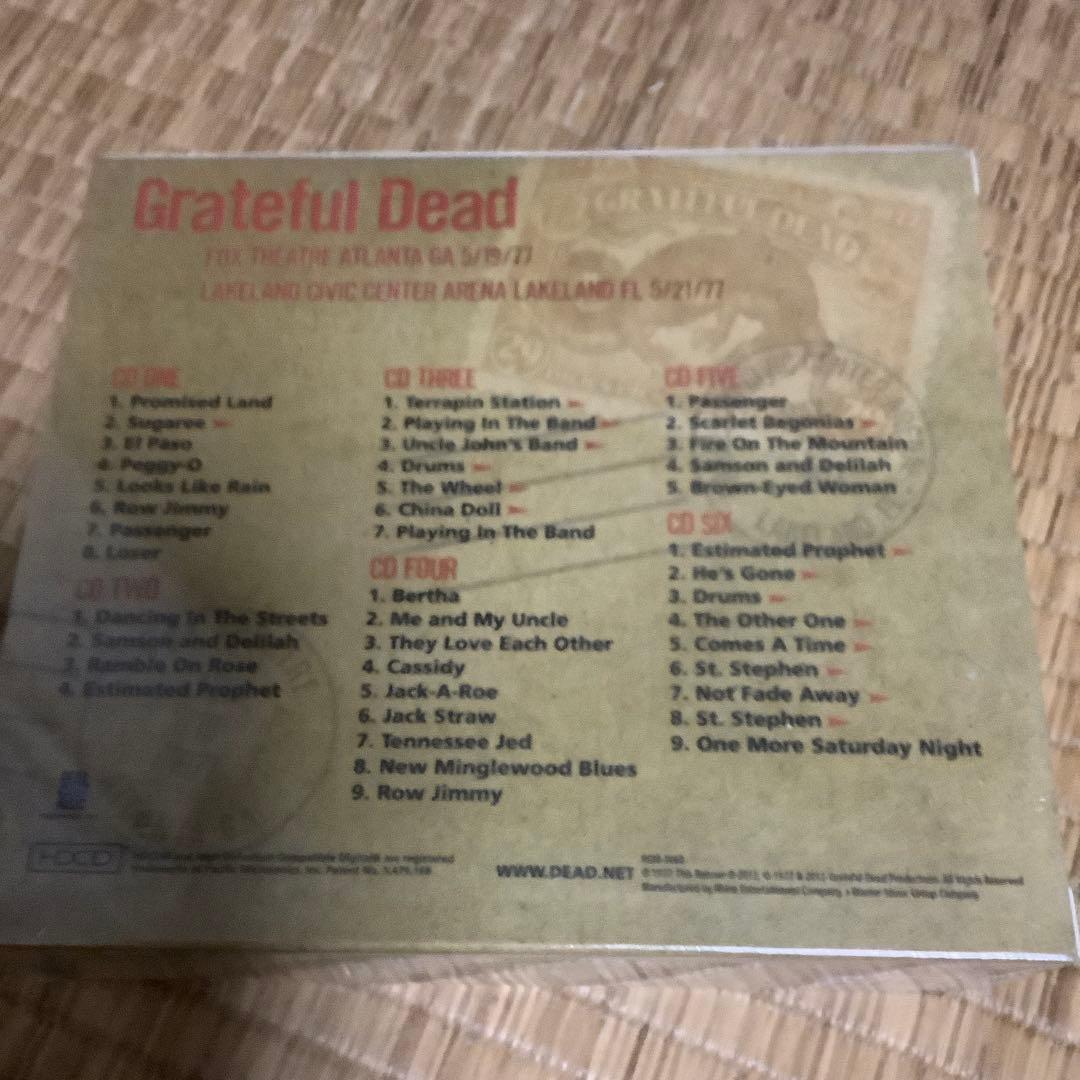 Grateful Dead
GRATEFUL DEAD
FOX THEATRE ATLANTA GA 5/19/77
LAKELAND CIVIC CENTER ARENA LAKELAND FL 5/21/77
CD ONE
1. Promised Land
2. Sugaree
3. El Paso
4. Peggy-O
5. Looks Like Rain
6. Row Jimmy
7. Passenger
8. Loser
CD TWO
1. Dancing In The Streets
2. Samson and Delilah
3. Ramble On Rose
4. Estimated Prophet
CD THREE
1. Terrapin Station
2. Playing In The Band
3. Uncle John's Band
4. Drums
5. The Wheel
6. China Doll
7. Playing In The Band
CD FOUR
1. Bertha
2. Me and My Uncle
3. They Love Each Other
4. Cassidy
5. Jack-A-Roe
6. Jack Straw
7. Tennessee Jed
8. New Minglewood Blues
9. Row Jimmy
CD FIVE
1. Passenger
2. Scarlet Begonias
3. Fire On The Mountain
4. Samson and Delilah
5. Brown-Eyed Woman
CD SIX
1. Estimated Prophet
2. He's Gone
3. Drums
4. The Other One
5. Comes A Time
6. St. Stephen
7. Not Fade Away
8. St. Stephen
9. One More Saturday Night
HDCD
WWW.DEAD.NET